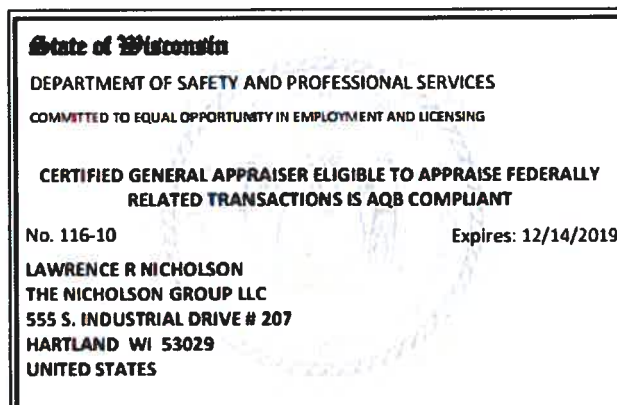 State of Wisconsin
DEPARTMENT OF SAFETY AND PROFESSIONAL SERVICES
COMMITTED TO EQUAL OPPORTUNITY IN EMPLOYMENT AND LICENSING
CERTIFIED GENERAL APPRAISER ELIGIBLE TO APPRAISE FEDERALLY
RELATED TRANSACTIONS IS AQB COMPLIANT
No. 116-10 Expires: 12/14/2019
LAWRENCE R NICHOLSON
THE NICHOLSON GROUP LLC
555 S. INDUSTRIAL DRIVE # 207
HARTLAND WI 53029
UNITED STATES